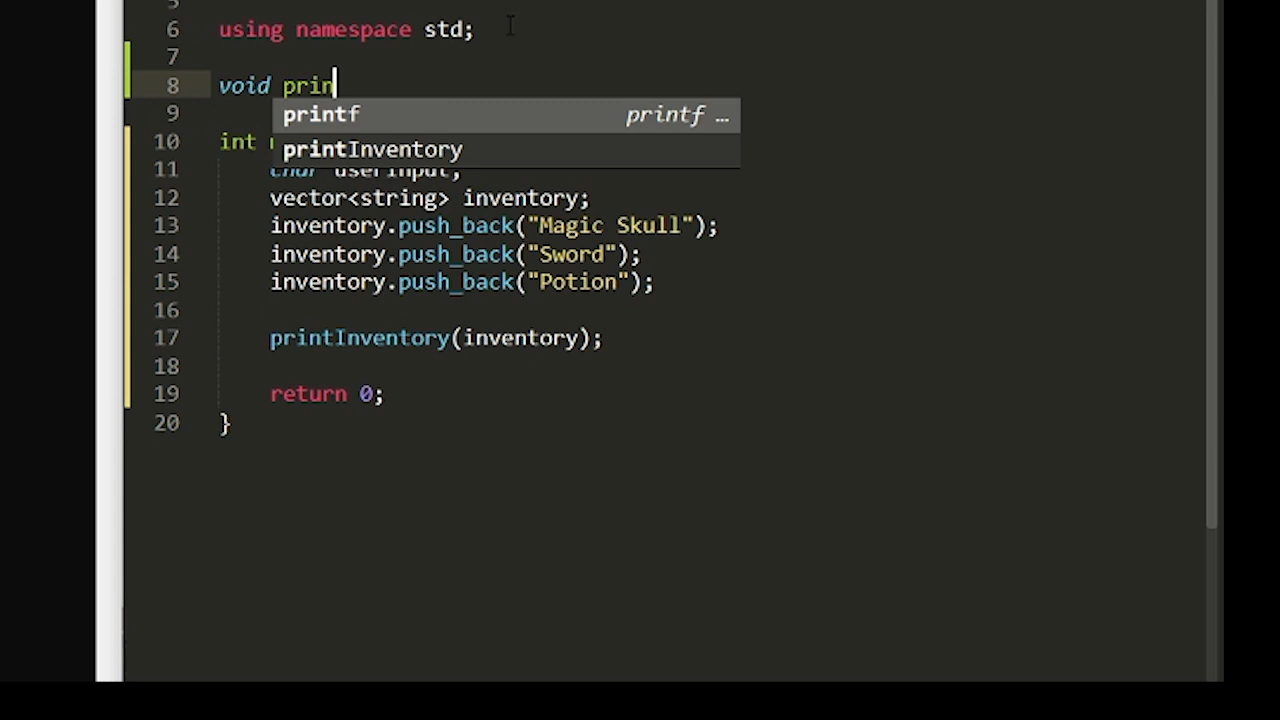 5
6 using namespace std;
7
8 void prin
9 printf printf …
10 int
printInventory
11 char userInput;
12 vector<string> inventory;
13 inventory.push_back("Magic Skull");
14 inventory.push_back("Sword");
15 inventory.push_back("Potion");
16
17 printInventory(inventory);
18
19 return 0;
20 }